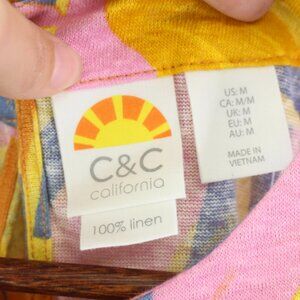 C&C
california
100% linen
US: M
CA: M/M
UK: M
EU: M
AU: M
MADE IN
VIETNAM